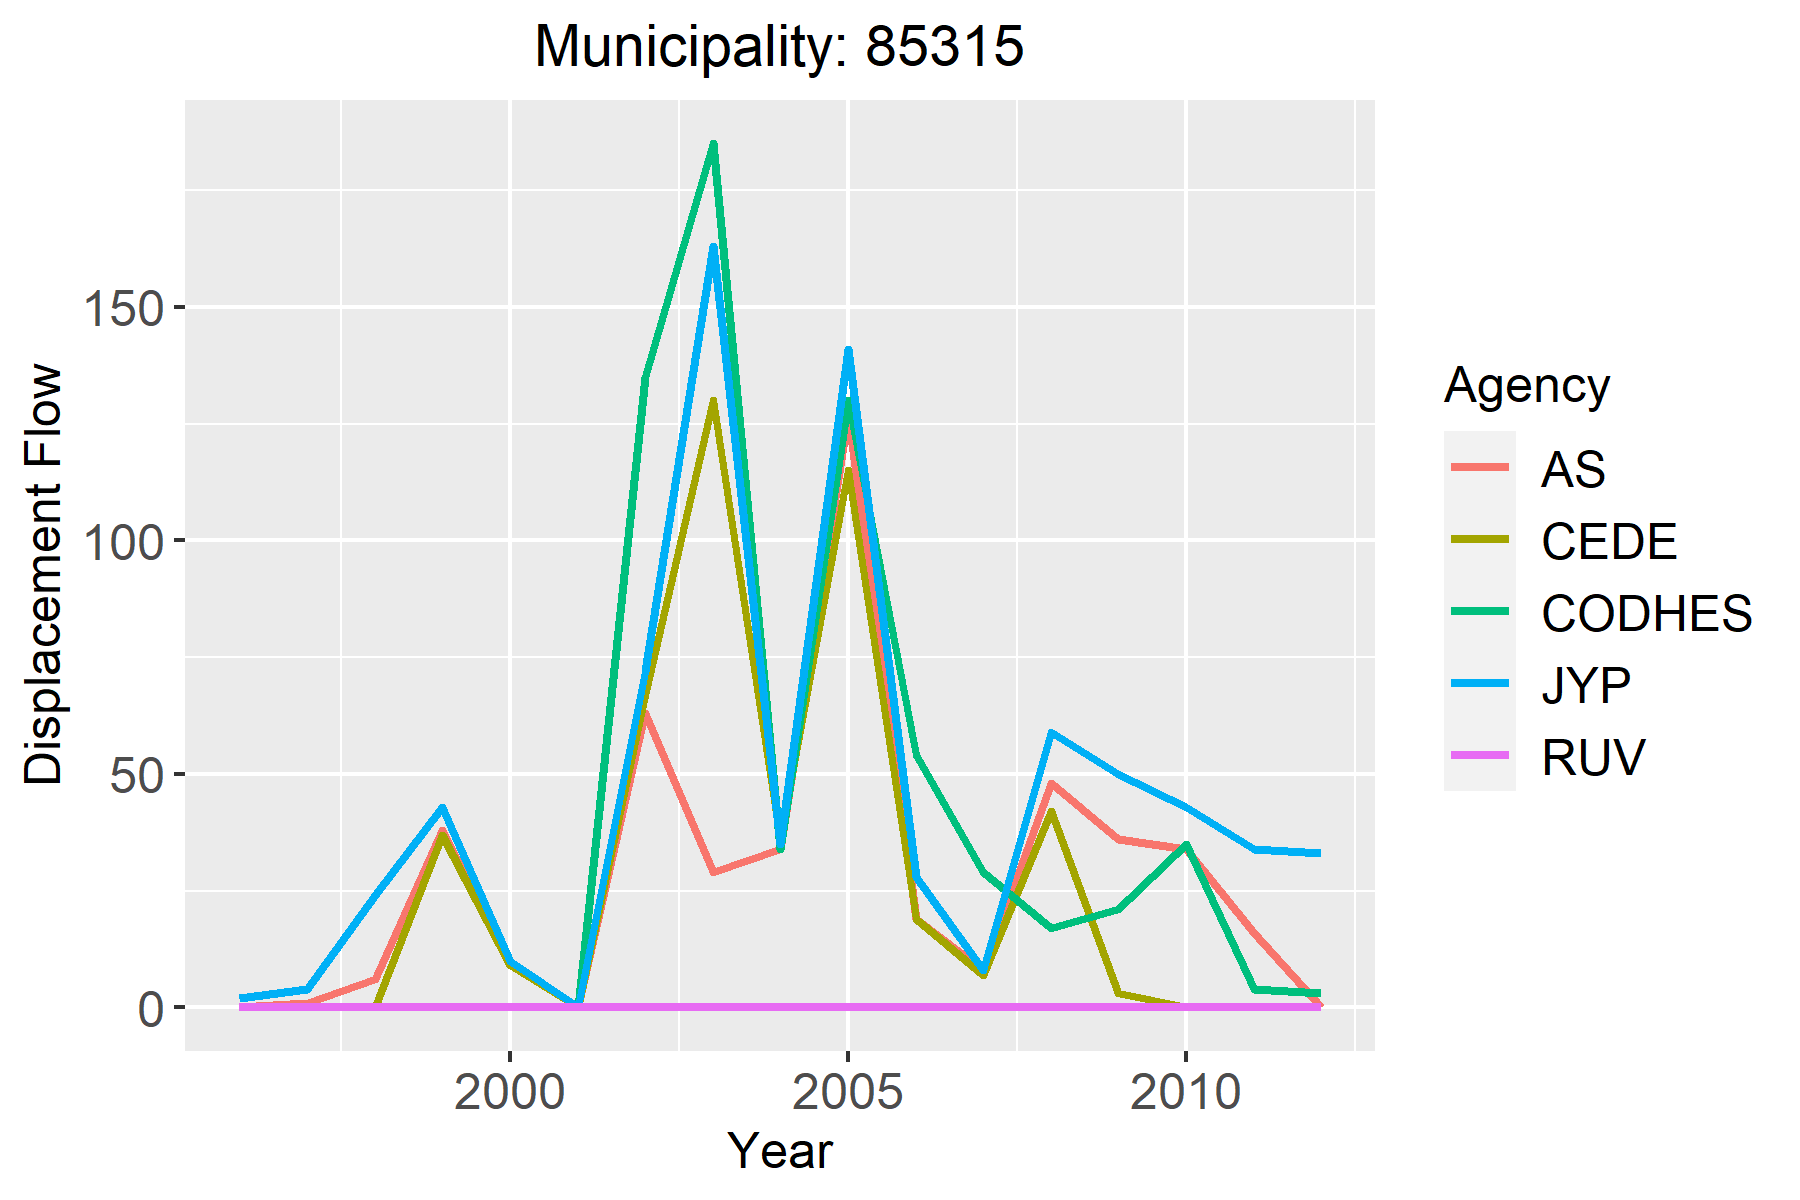 Municipality: 85315
Displacement Flow
150
100
50
0
2000 2005 2010
Year
Agency
AS
CEDE
CODHES
JYP
RUV